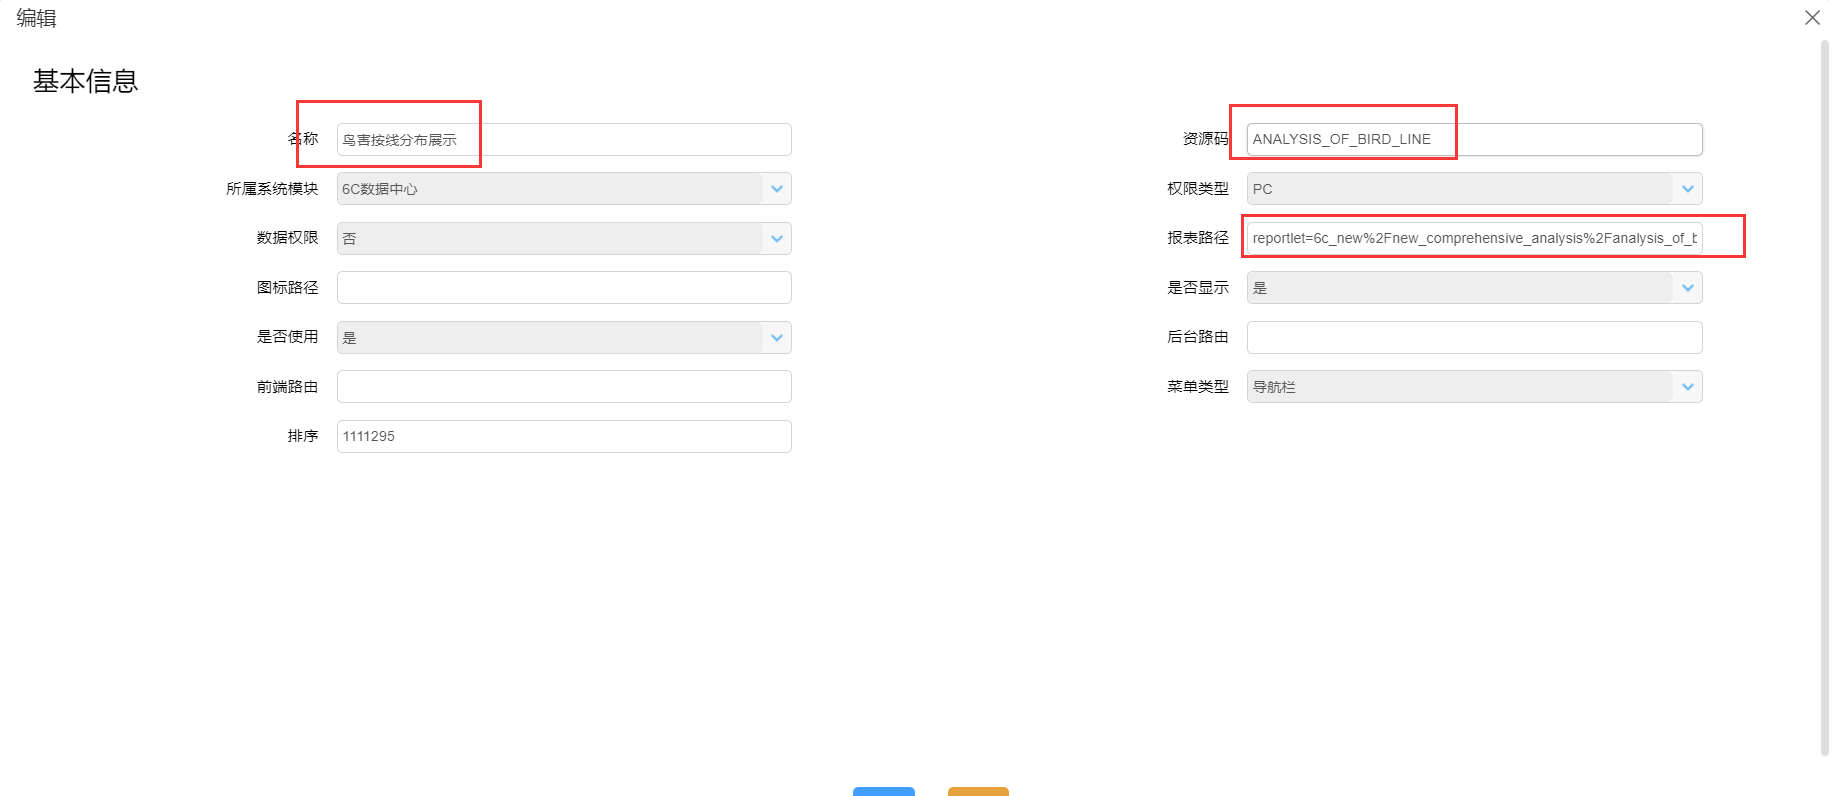 编辑
基本信息
名称 鸟害按线分布展示 资源码 ANALYSIS_OF_BIRD_LINE
所属系统模块 6C数据中心 权限类型 PC
数据权限 否 报表路径 reportlet=6c_new%2Fnew_comprehensive_analysis%2Fanalysis_of_b
图标路径 是否显示 是
是否使用 是 后台路由
前端路由 菜单类型 导航栏
排序 1111295